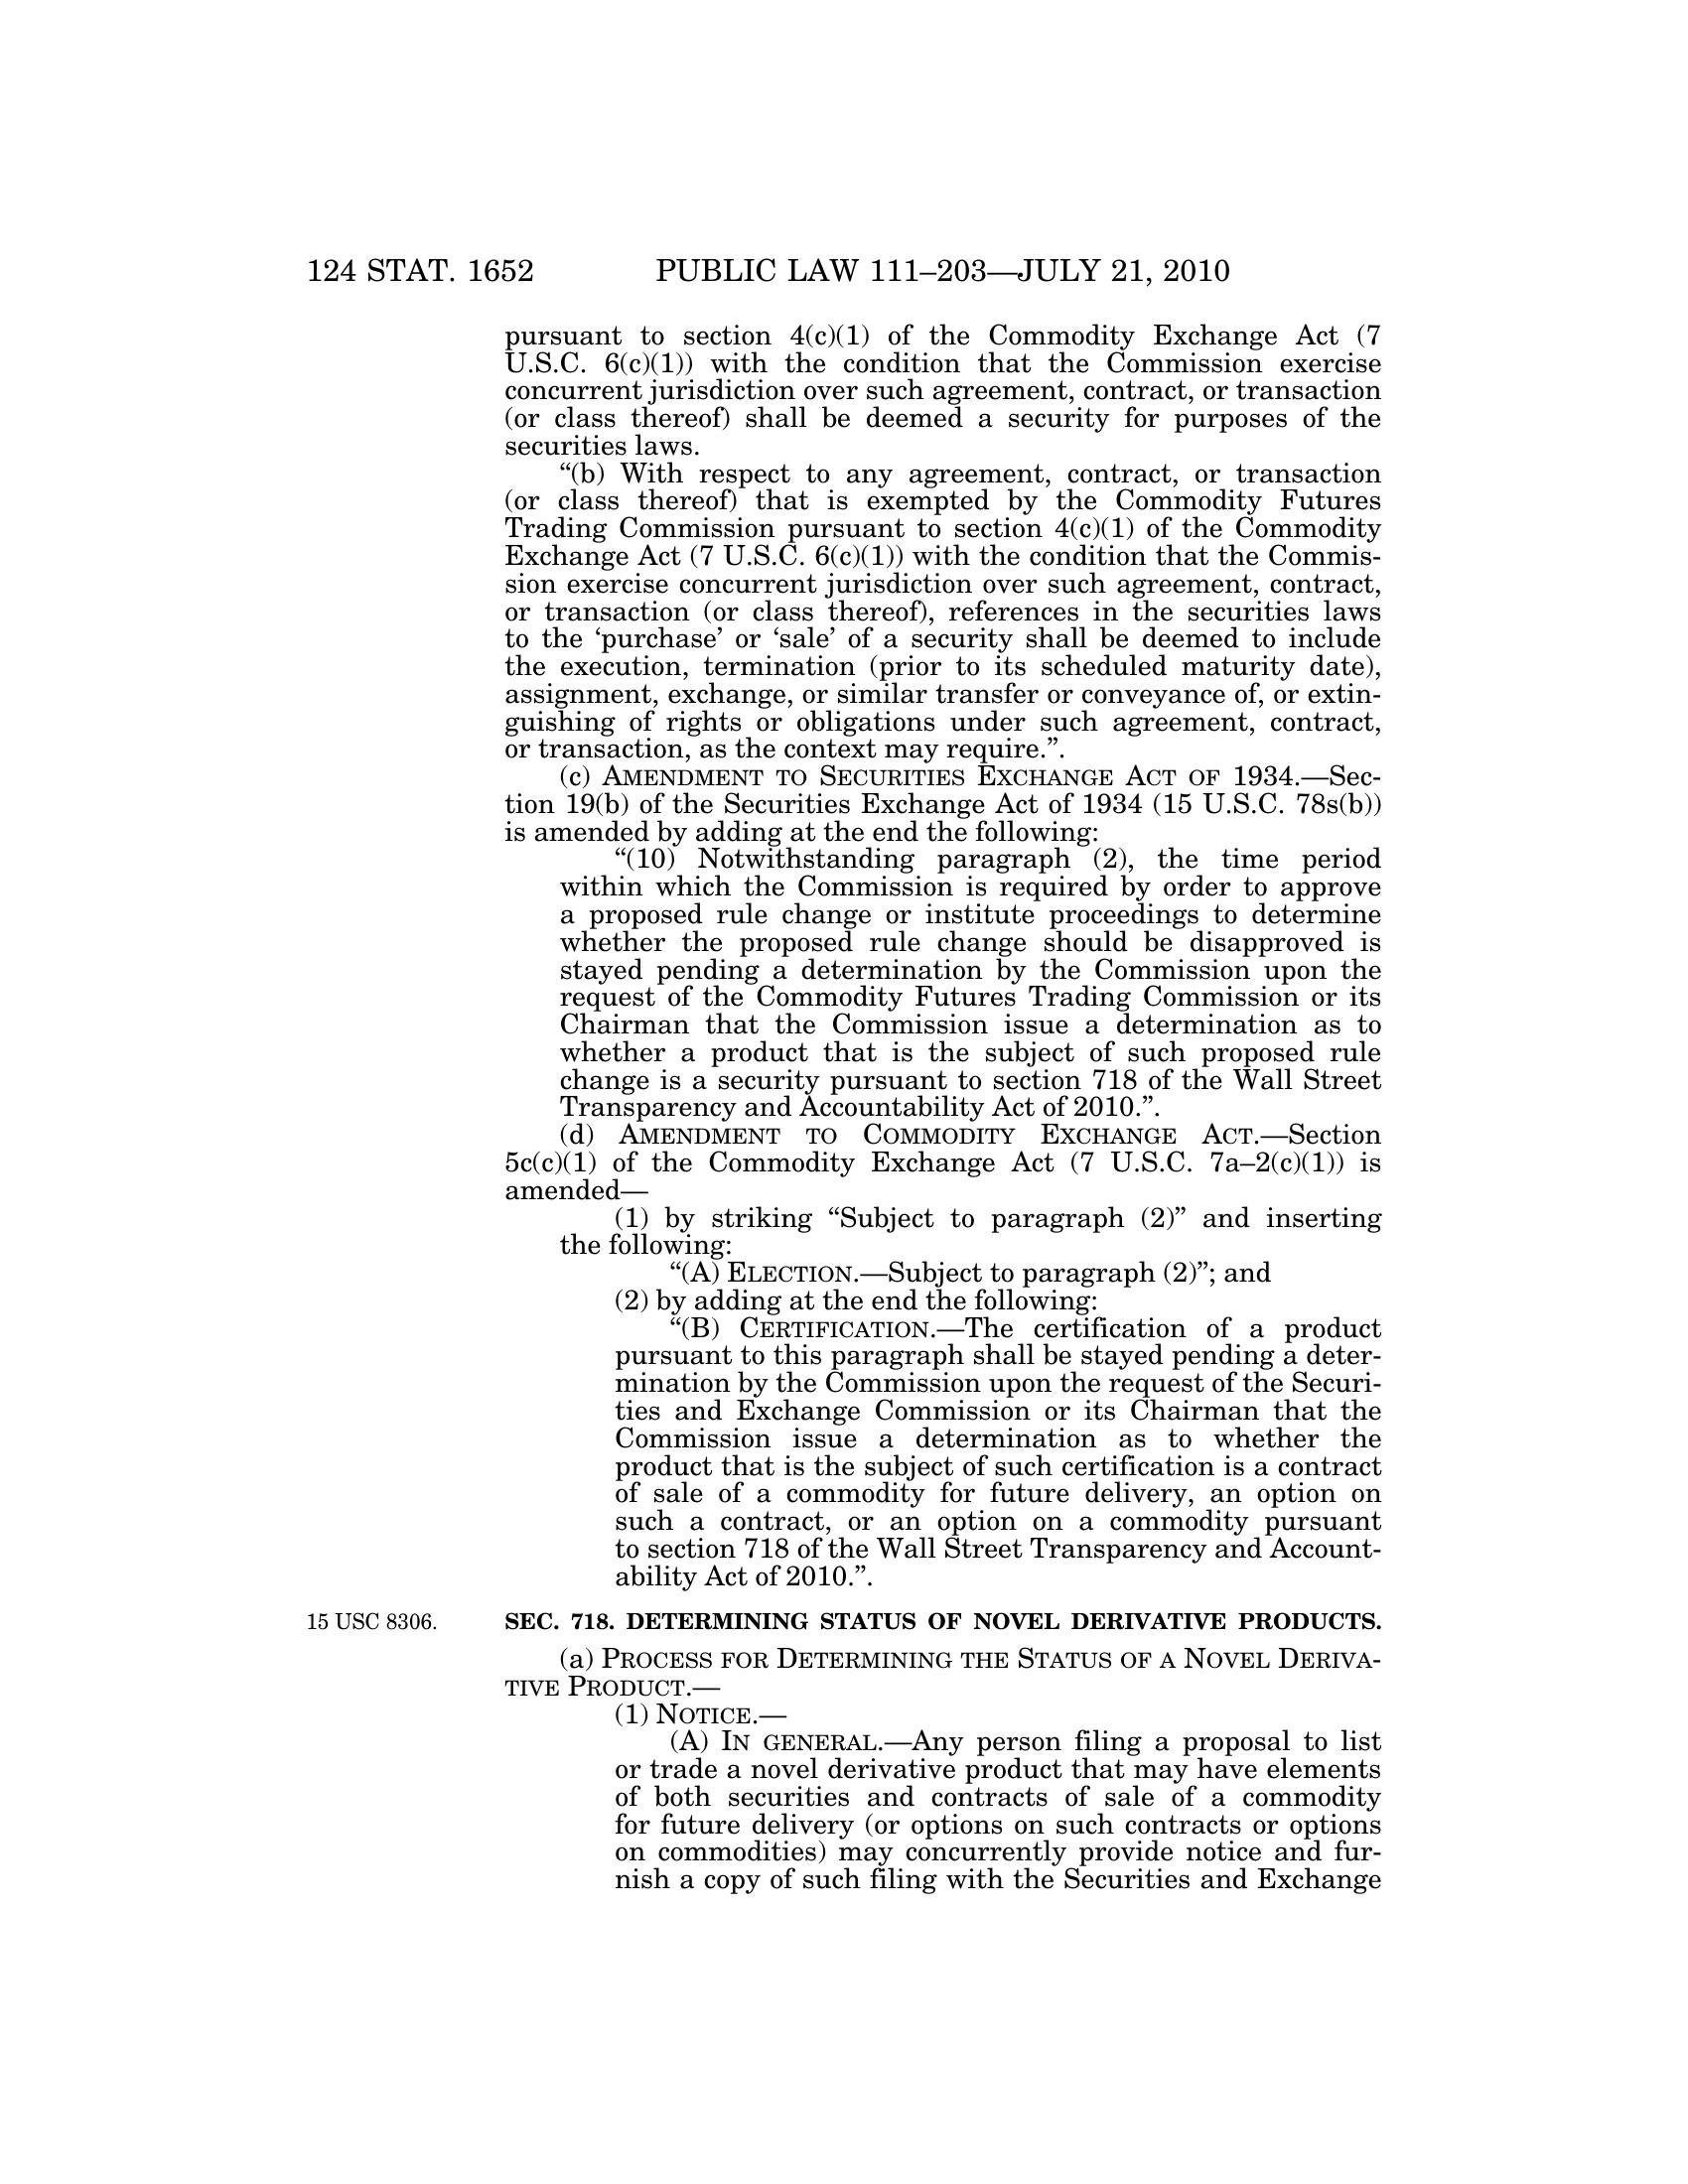 124 STAT. 1652 PUBLIC LAW 111–203—JULY 21, 2010
pursuant to section 4(c)(1) of the Commodity Exchange Act (7
U.S.C. 6(c)(1)) with the condition that the Commission exercise
concurrent jurisdiction over such agreement, contract, or transaction
(or class thereof) shall be deemed a security for purposes of the
securities laws.
“(b) With respect to any agreement, contract, or transaction
(or class thereof) that is exempted by the Commodity Futures
Trading Commission pursuant to section 4(c)(1) of the Commodity
Exchange Act (7 U.S.C. 6(c)(1)) with the condition that the Commis-
sion exercise concurrent jurisdiction over such agreement, contract,
or transaction (or class thereof), references in the securities laws
to the ‘purchase’ or ‘sale’ of a security shall be deemed to include
the execution, termination (prior to its scheduled maturity date),
assignment, exchange, or similar transfer or conveyance of, or extin-
guishing of rights or obligations under such agreement, contract,
or transaction, as the context may require.”.
(c) AMENDMENT TO SECURITIES EXCHANGE ACT OF 1934.—Sec-
tion 19(b) of the Securities Exchange Act of 1934 (15 U.S.C. 78s(b))
is amended by adding at the end the following:
“(10) Notwithstanding paragraph (2), the time period
within which the Commission is required by order to approve
a proposed rule change or institute proceedings to determine
whether the proposed rule change should be disapproved is
stayed pending a determination by the Commission upon the
request of the Commodity Futures Trading Commission or its
Chairman that the Commission issue a determination as to
whether a product that is the subject of such proposed rule
change is a security pursuant to section 718 of the Wall Street
Transparency and Accountability Act of 2010.”.
(d) AMENDMENT TO COMMODITY EXCHANGE ACT.—Section
5c(c)(1) of the Commodity Exchange Act (7 U.S.C. 7a–2(c)(1)) is
amended—
(1) by striking “Subject to paragraph (2)” and inserting
the following:
“(A) ELECTION.—Subject to paragraph (2)”; and
(2) by adding at the end the following:
“(B) CERTIFICATION.—The certification of a product
pursuant to this paragraph shall be stayed pending a deter-
mination by the Commission upon the request of the Securi-
ties and Exchange Commission or its Chairman that the
Commission issue a determination as to whether the
product that is the subject of such certification is a contract
of sale of a commodity for future delivery, an option on
such a contract, or an option on a commodity pursuant
to section 718 of the Wall Street Transparency and Account-
ability Act of 2010.”.
15 USC 8306. SEC. 718. DETERMINING STATUS OF NOVEL DERIVATIVE PRODUCTS.
(a) PROCESS FOR DETERMINING THE STATUS OF A NOVEL DERIVA-
TIVE PRODUCT.—
(1) NOTICE.—
(A) IN GENERAL.—Any person filing a proposal to list
or trade a novel derivative product that may have elements
of both securities and contracts of sale of a commodity
for future delivery (or options on such contracts or options
on commodities) may concurrently provide notice and fur-
nish a copy of such filing with the Securities and Exchange